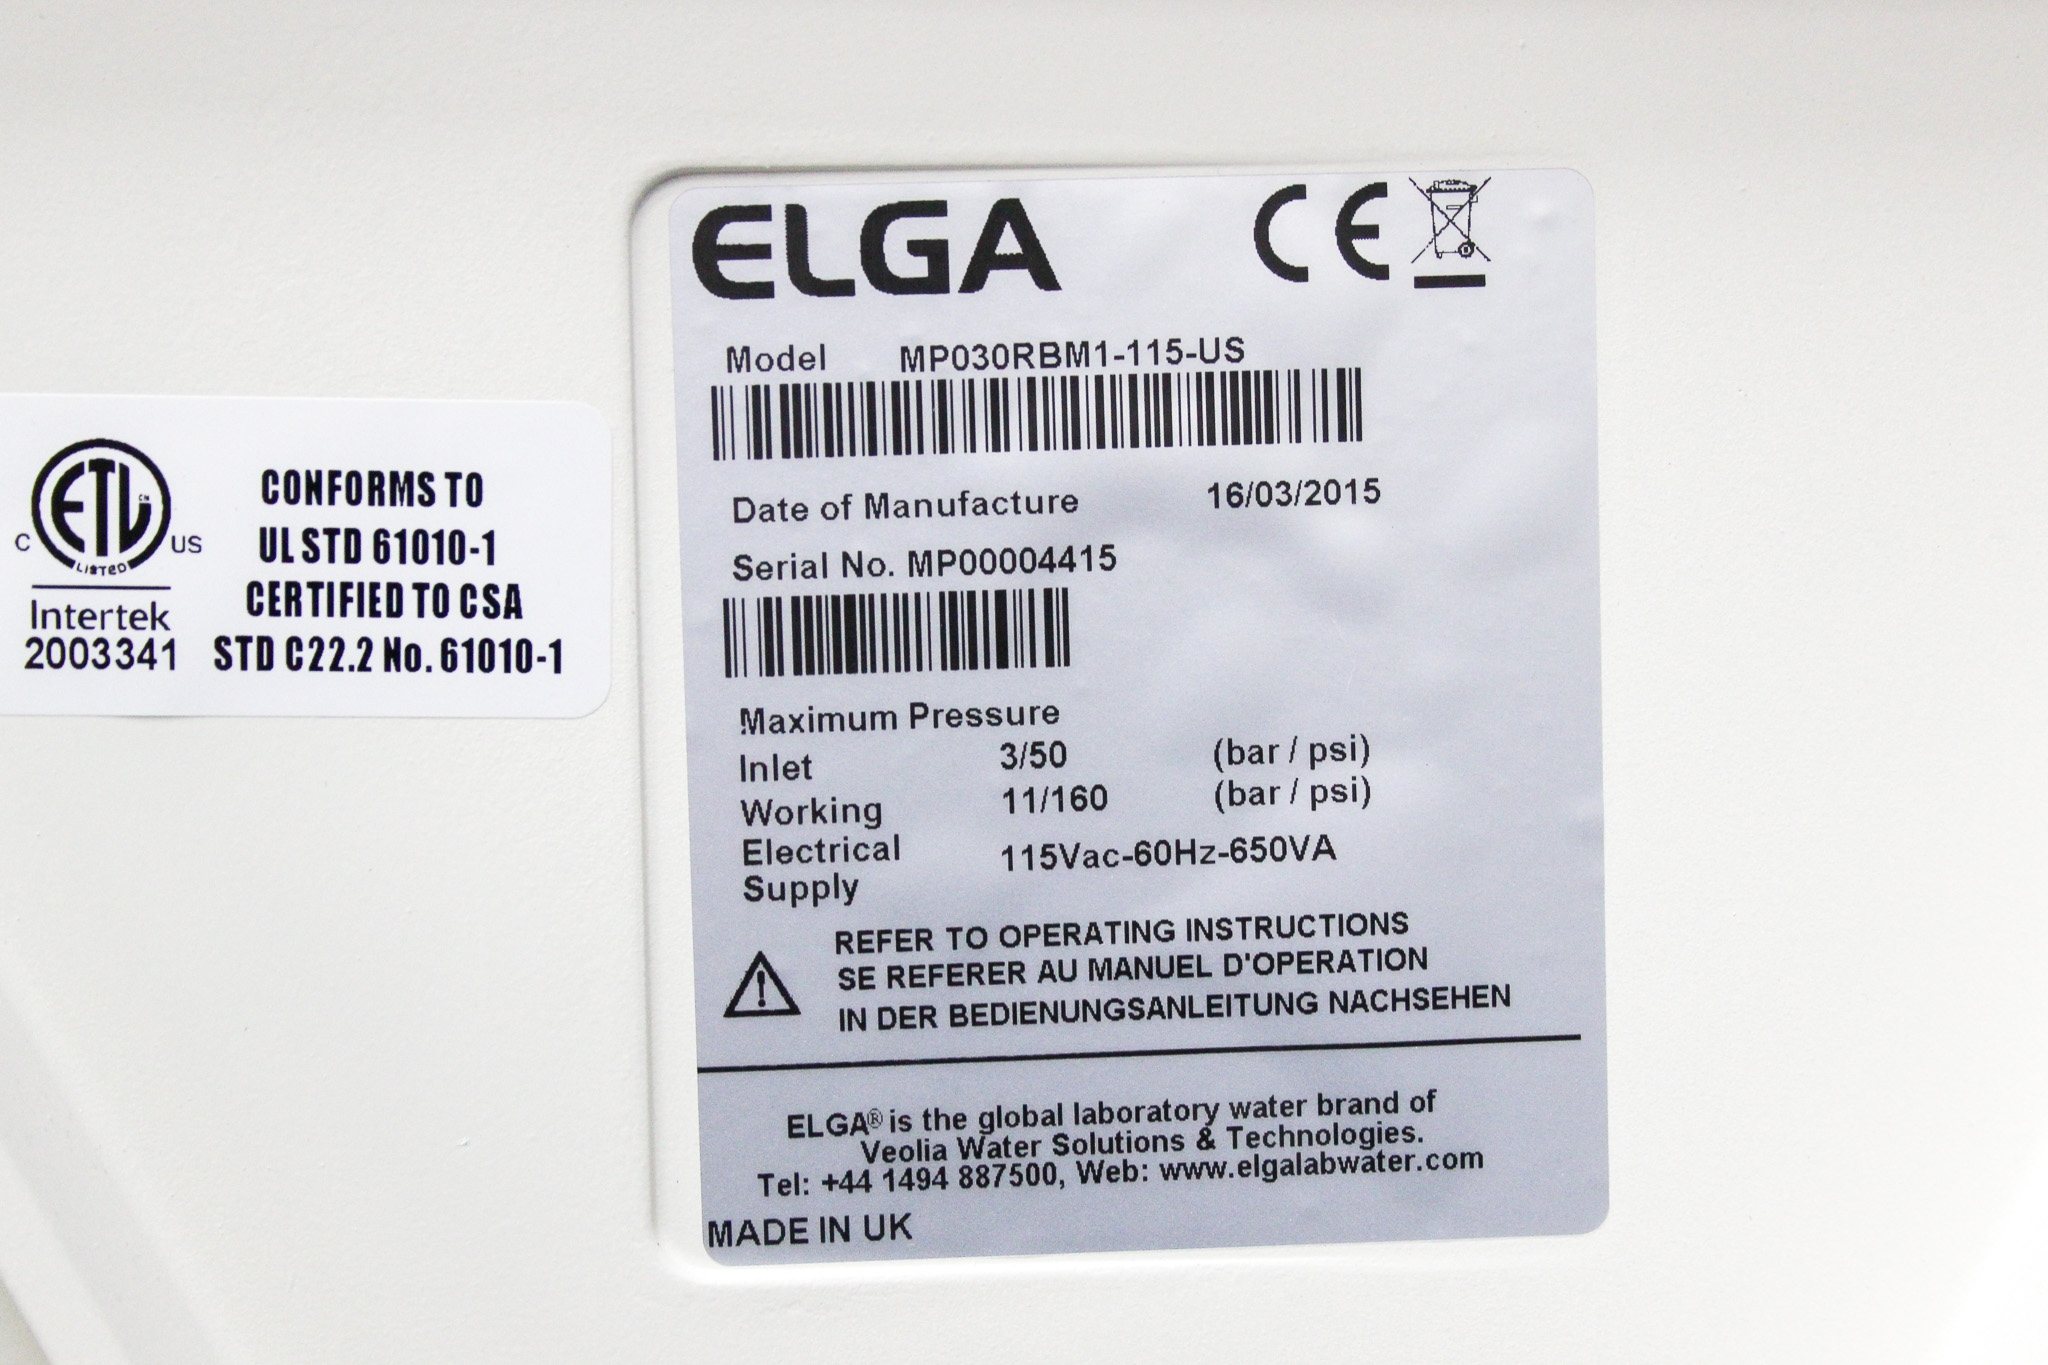 ELGA CE
Model MP030RBM1-115-US
Date of Manufacture 16/03/2015
Serial No. MP00004415
Maximum Pressure
Inlet 3/50 (bar / psi)
Working 11/160 (bar / psi)
Electrical 115Vac-60Hz-650VA
Supply
REFER TO OPERATING INSTRUCTIONS
SE REFERER AU MANUEL D'OPERATION
IN DER BEDIENUNGSANLEITUNG NACHSEHEN
ELGA® is the global laboratory water brand of
Veolia Water Solutions & Technologies.
Tel: +44 1494 887500, Web: www.elgalabwater.com
MADE IN UK
C ETL CM US
LISTED
Intertek
2003341
CONFORMS TO
UL STD 61010-1
CERTIFIED TO CSA
STD C22.2 No. 61010-1